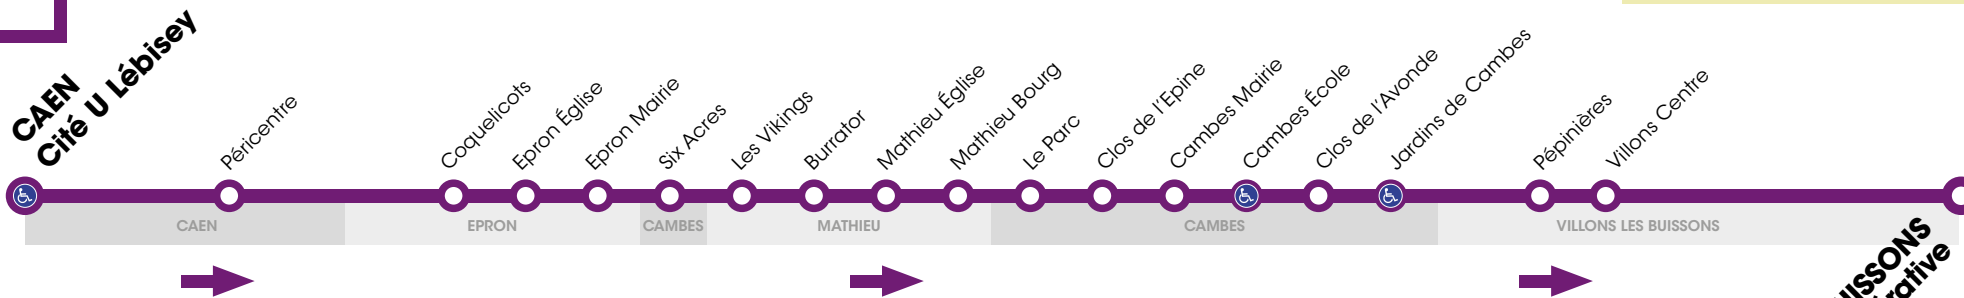 CAEN
Cité U Lébisey
Péricentre
Coquelicots
Epron Église
Epron Mairie
Six Acres
Les Vikings
Burrator
Mathieu Église
Mathieu Bourg
Le Parc
Clos de l'Epine
Cambes Mairie
Cambes École
Clos de l'Avonde
Jardins de Cambes
Pépinières
Villons Centre
CAEN
EPRON
CAMBES
MATHIEU
CAMBES
VILLONS LES BUISSONS